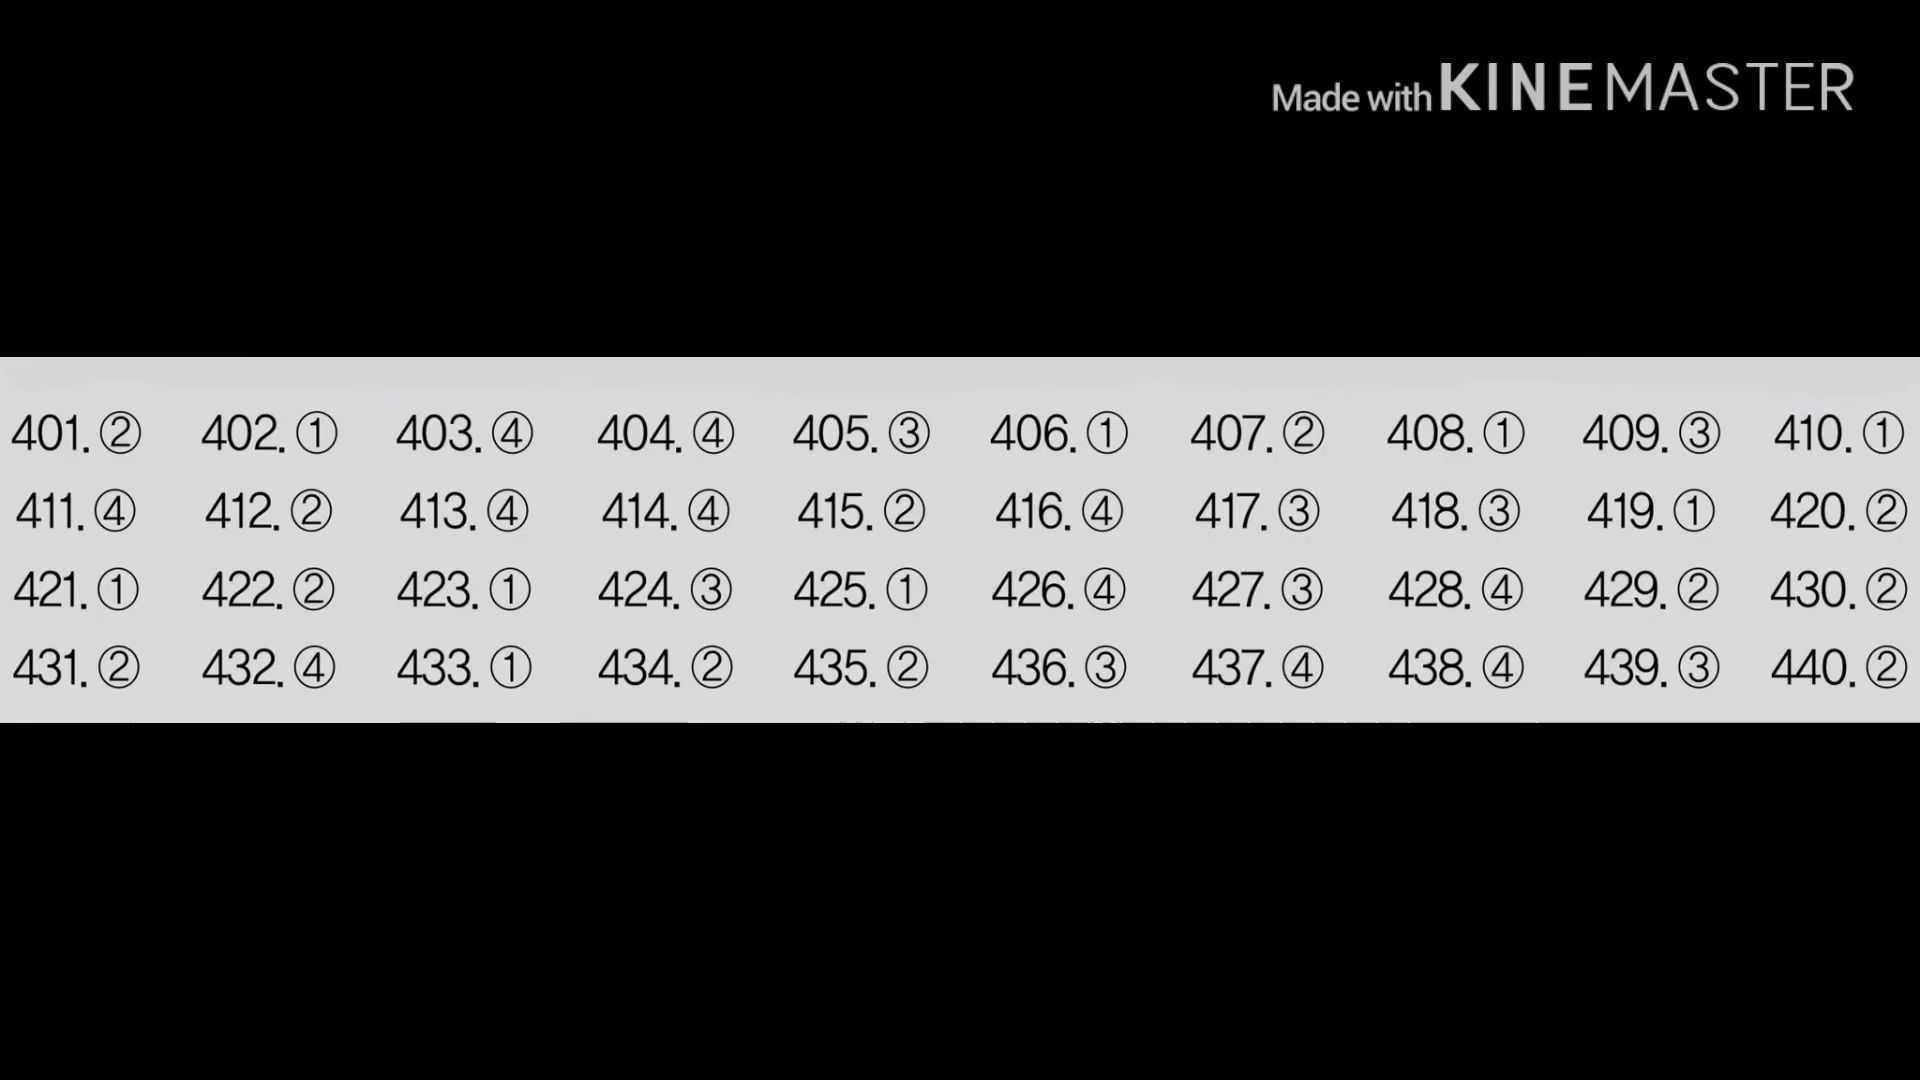 Made with KINEMASTER
401. ② 402. ① 403. ④ 404. ④ 405. ③ 406. ① 407. ② 408. ① 409. ③ 410. ①
411. ④ 412. ② 413. ④ 414. ④ 415. ② 416. ④ 417. ③ 418. ③ 419. ① 420. ②
421. ① 422. ② 423. ① 424. ③ 425. ① 426. ④ 427. ③ 428. ④ 429. ② 430. ②
431. ② 432. ④ 433. ① 434. ② 435. ② 436. ③ 437. ④ 438. ④ 439. ③ 440. ②